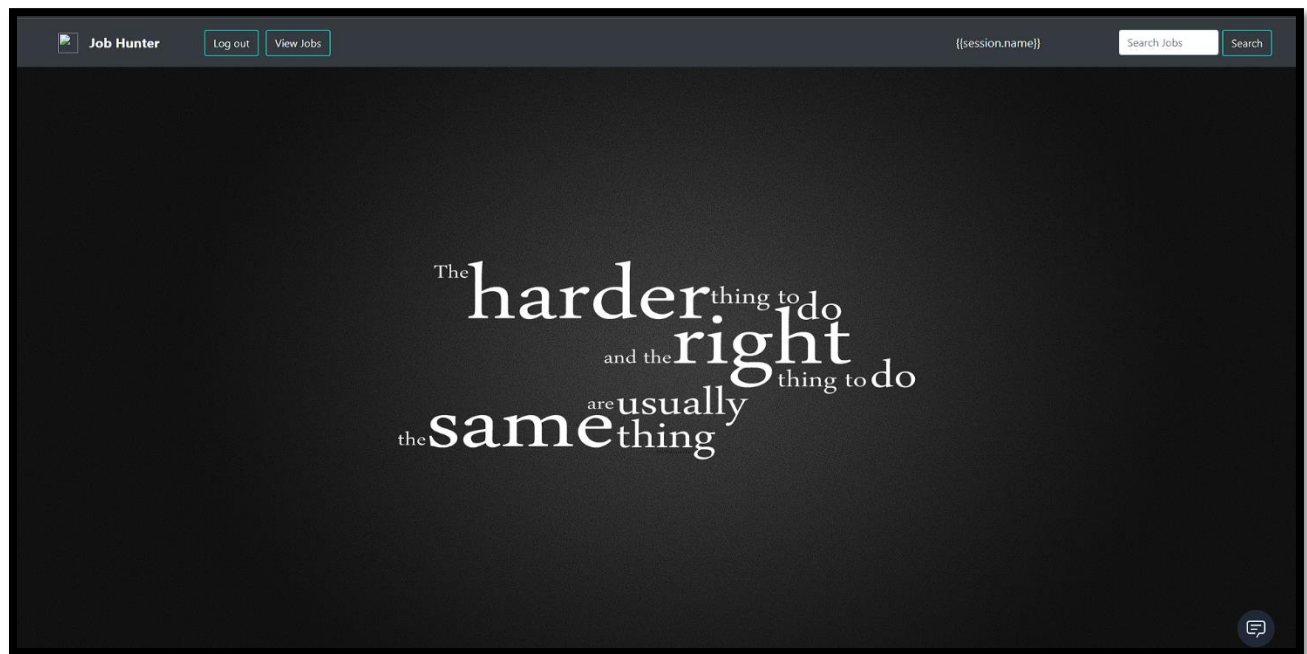 Job Hunter Log out View Jobs {{session.name}} Search Jobs Search
The harder thing to do
and the right
thing to do
are usually
the same thing